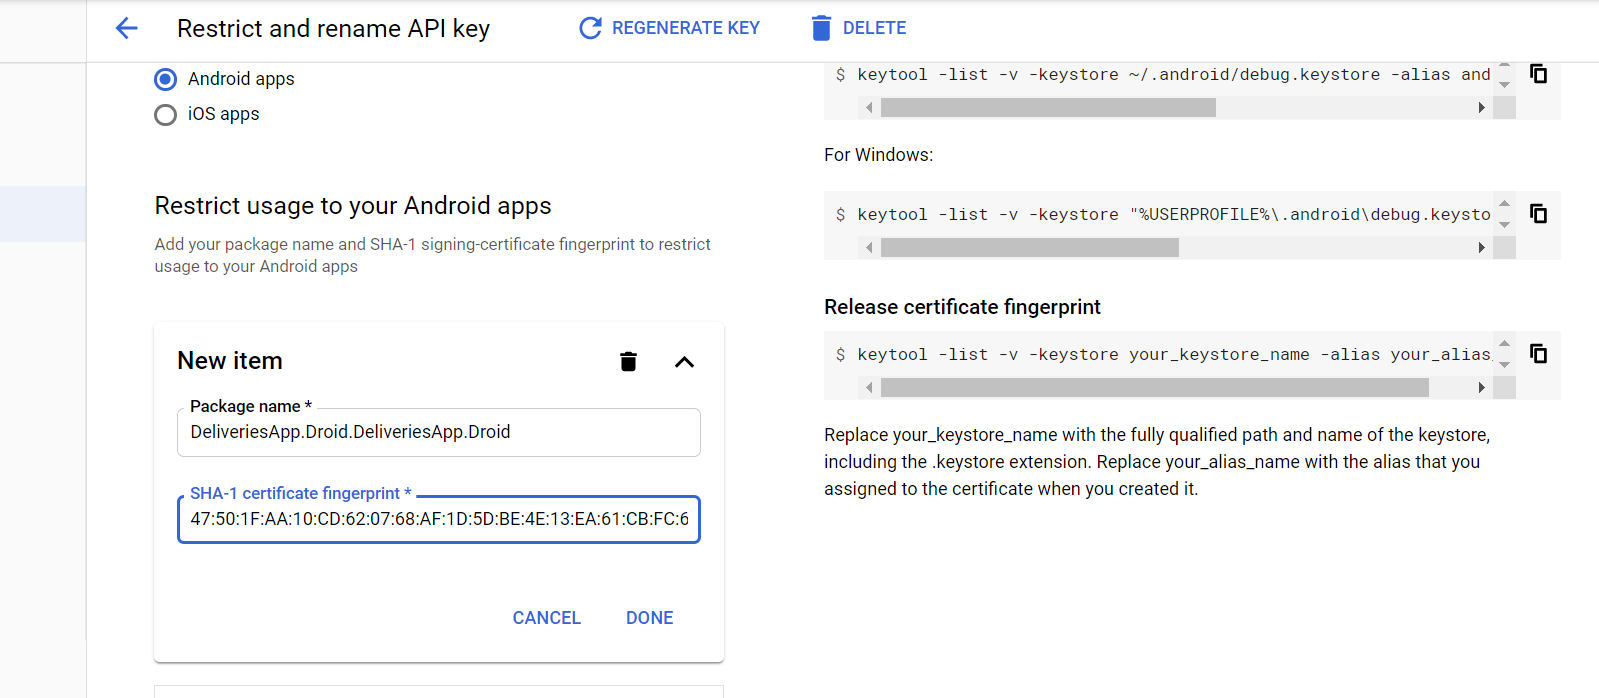 Restrict and rename API key
REGENERATE KEY
DELETE
Android apps
iOS apps
Restrict usage to your Android apps
Add your package name and SHA-1 signing-certificate fingerprint to restrict
usage to your Android apps
New item
Package name *
DeliveriesApp.Droid.DeliveriesApp.Droid
SHA-1 certificate fingerprint *
47:50:1F:AA:10:CD:62:07:68:AF:1D:5D:BE:4E:13:EA:61:CB:FC:6
CANCEL
DONE
$ keytool -list -v -keystore ~/.android/debug.keystore -alias and
For Windows:
$ keytool -list -v -keystore "%USERPROFILE%\.android\debug.keysto
Release certificate fingerprint
$ keytool -list -v -keystore your_keystore_name -alias your_alias_
Replace your_keystore_name with the fully qualified path and name of the keystore,
including the .keystore extension. Replace your_alias_name with the alias that you
assigned to the certificate when you created it.